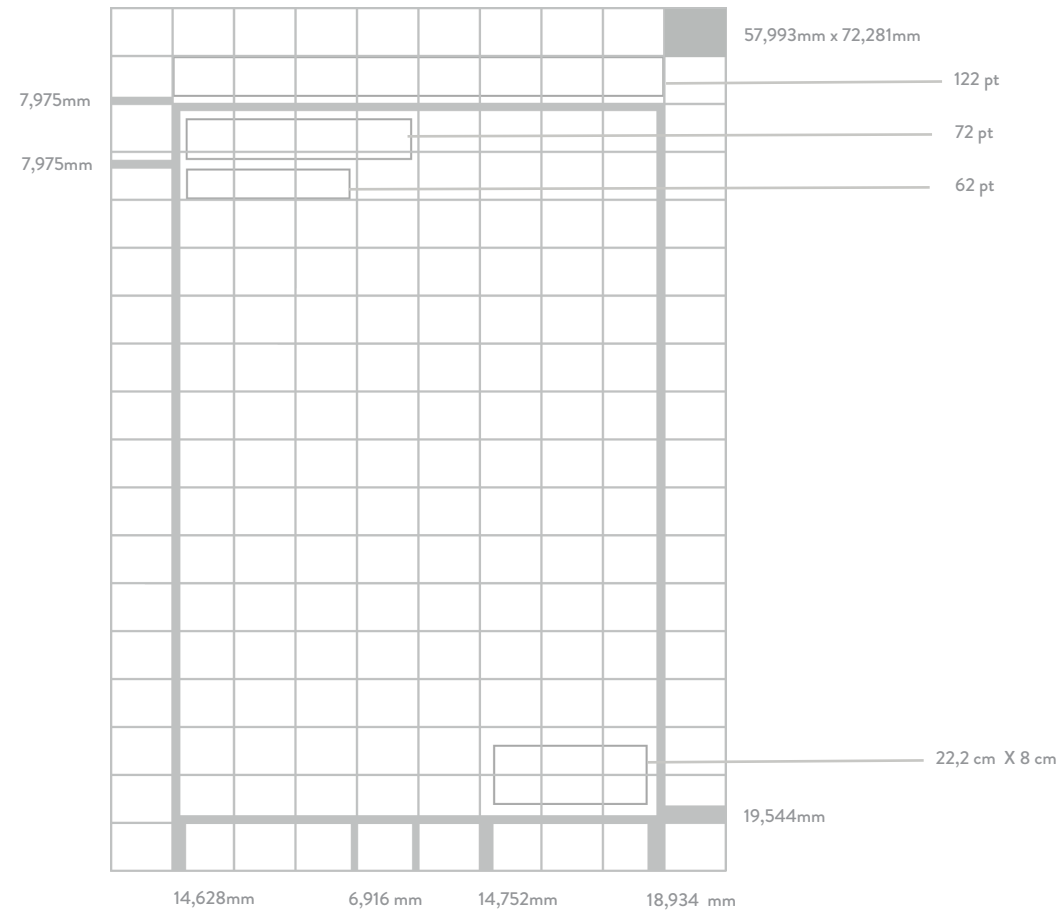 57,993mm x 72,281mm
122 pt
7,975mm
72 pt
7,975mm
62 pt
22,2 cm X 8 cm
19,544mm
14,628mm
6,916 mm
14,752mm
18,934 mm